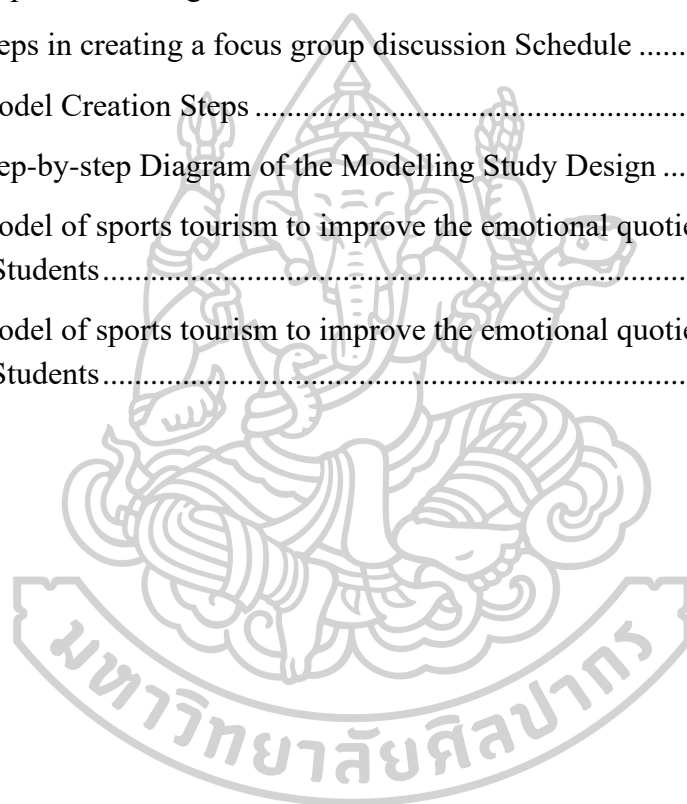 eps in creating a focus group discussion Schedule ......
odel Creation Steps ......................................................
ep-by-step Diagram of the Modelling Study Design ...
odel of sports tourism to improve the emotional quotie
Students.........................................................................
odel of sports tourism to improve the emotional quotie
Students.........................................................................
มหาวิทยาลัยศิลปากร